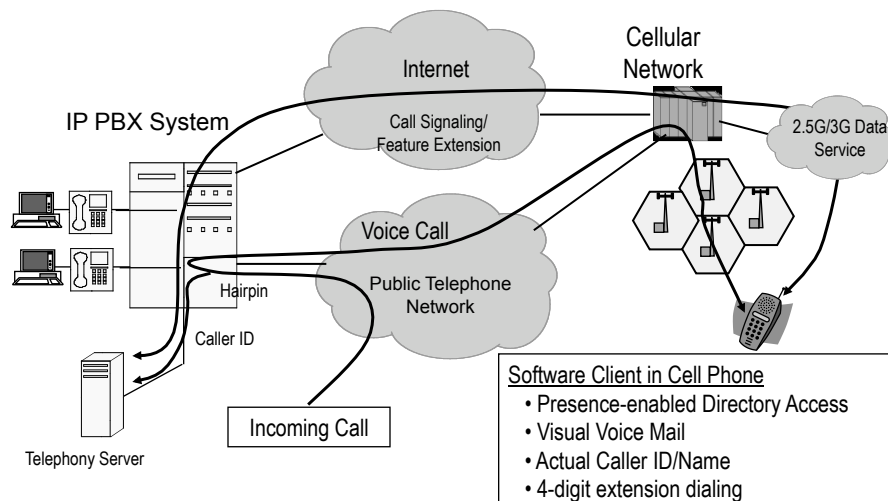 Cellular
Network
Internet
IP PBX System
Call Signaling/
Feature Extension
2.5G/3G Data
Service
Voice Call
Public Telephone
Network
Hairpin
Caller ID
Incoming Call
Telephony Server
Software Client in Cell Phone
• Presence-enabled Directory Access
• Visual Voice Mail
• Actual Caller ID/Name
• 4-digit extension dialing